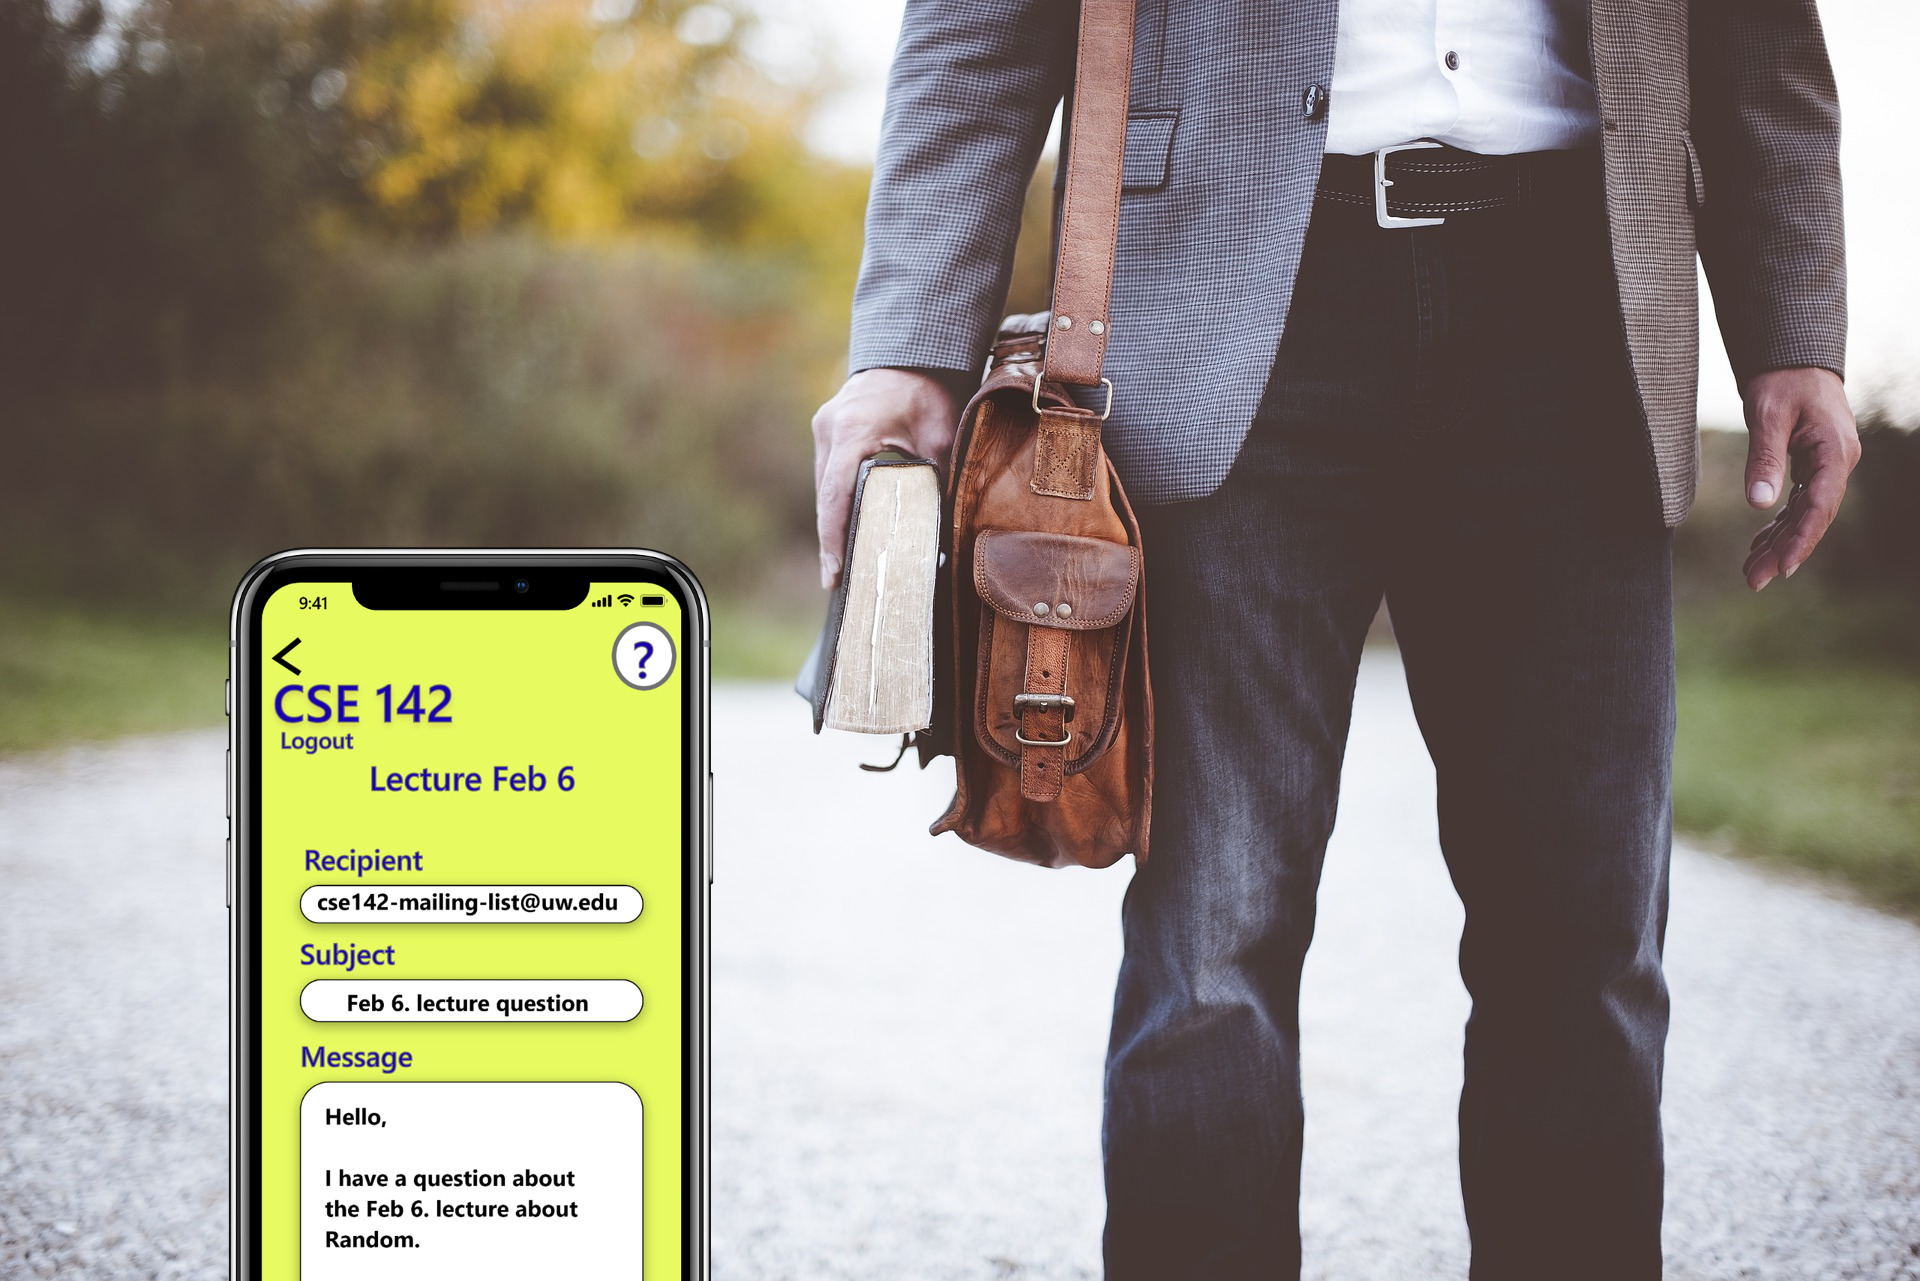 9:41
?
CSE 142
Logout
Lecture Feb 6
Recipient
cse142-mailing-list@uw.edu
Subject
Feb 6. lecture question
Message
Hello,
I have a question about
the Feb 6. lecture about
Random.